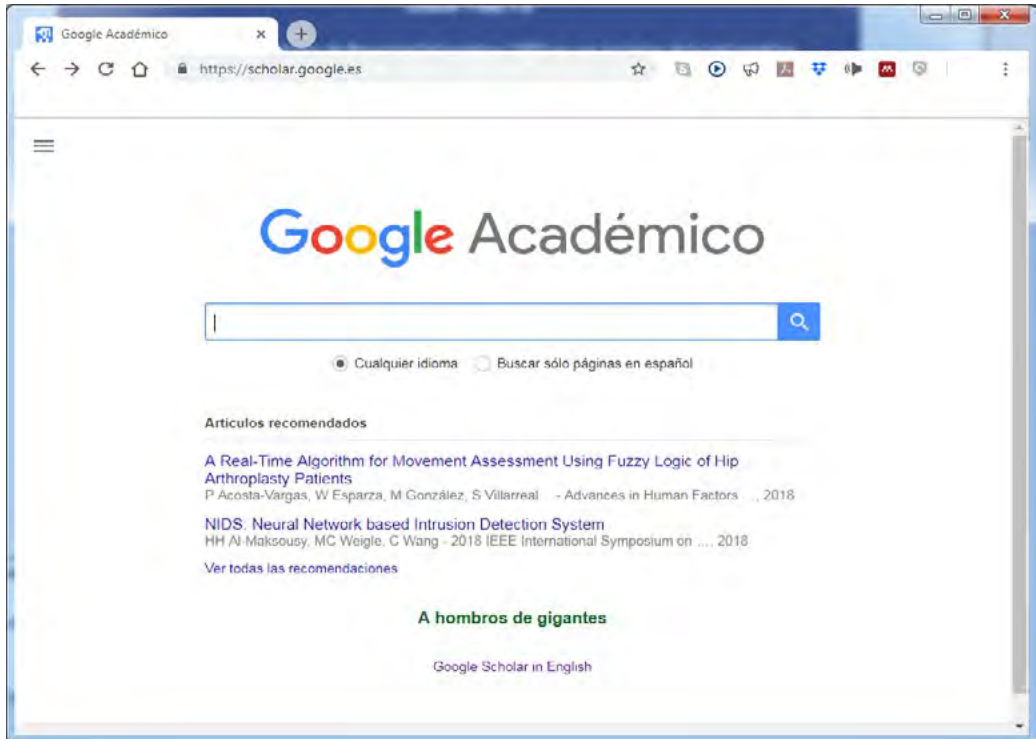 Google Académico
https://scholar.google.es
Google Académico
Cualquier idioma Buscar sólo páginas en español
Artículos recomendados
A Real-Time Algorithm for Movement Assessment Using Fuzzy Logic of Hip
Arthroplasty Patients
P Acosta-Vargas, W Esparza, M González, S Villarreal... - Advances in Human Factors ..., 2018
NIDS: Neural Network based Intrusion Detection System
HH Al-Maksousy, MC Weigle, C Wang - 2018 IEEE International Symposium on ..., 2018
Ver todas las recomendaciones
A hombros de gigantes
Google Scholar in English